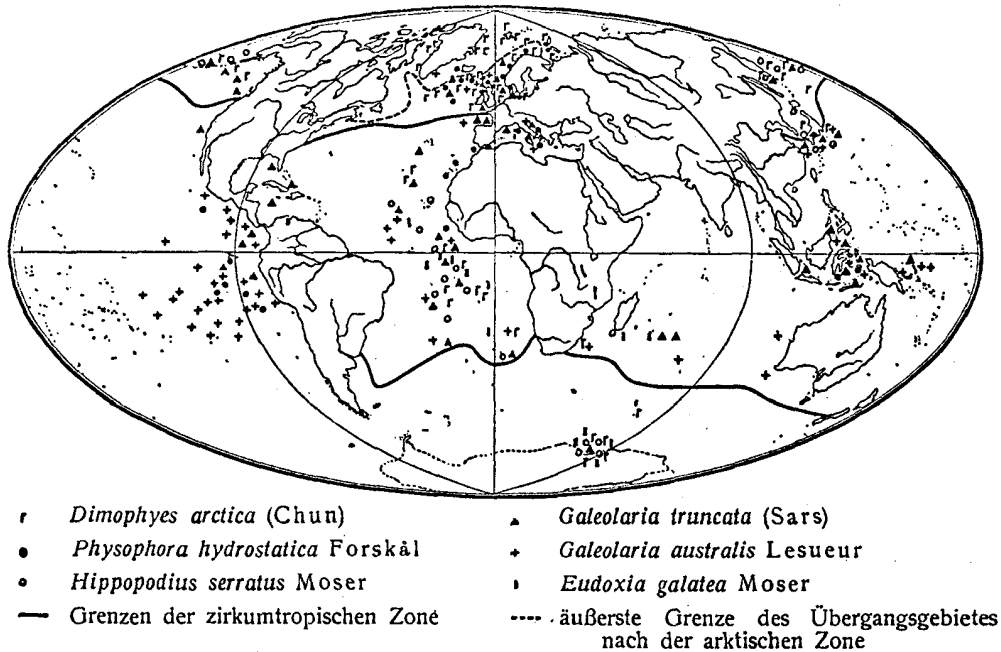 Dimophyes arctica (Chun)
Physophora hydrostatica Forskål
Hippopodius serratus Moser
Grenzen der zirkumtropischen Zone
Galeolaria truncata (Sars)
Galeolaria australis Lesueur
Eudoxia galatea Moser
äußerste Grenze des Übergangsgebietes
nach der arktischen Zone